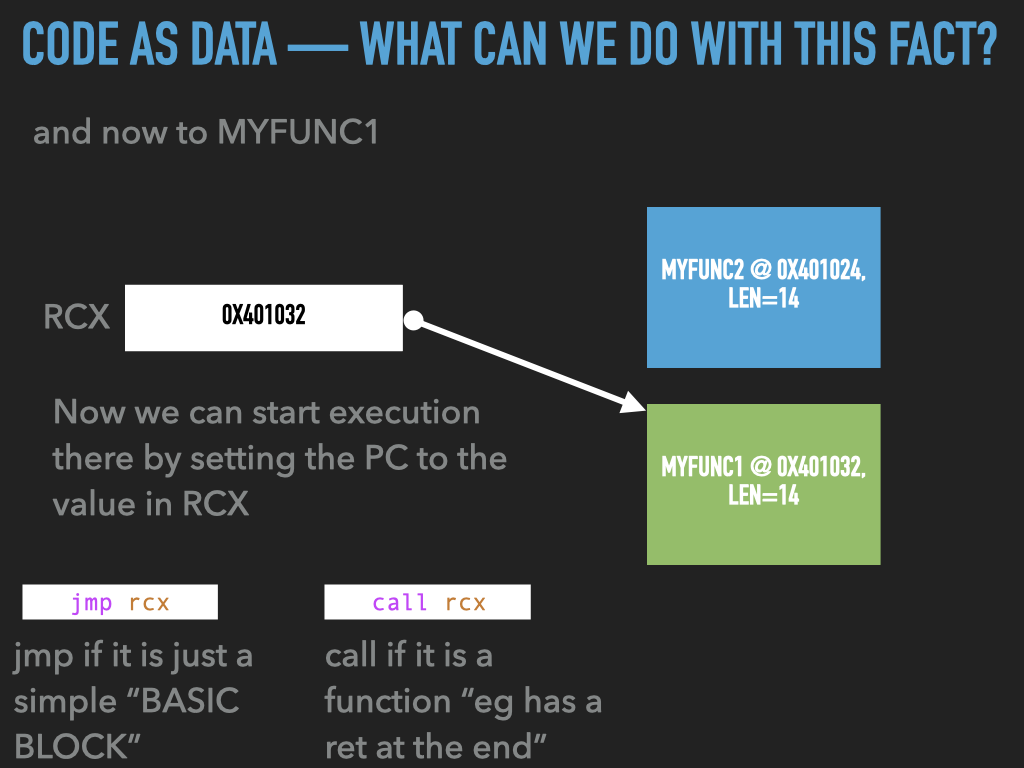 CODE AS DATA — WHAT CAN WE DO WITH THIS FACT?
and now to MYFUNC1
MYFUNC2 @ 0X401024,
LEN=14
RCX
0X401032
Now we can start execution
there by setting the PC to the
value in RCX
MYFUNC1 @ 0X401032,
LEN=14
jmp rcx
jmp if it is just a
simple “BASIC
BLOCK”
call rcx
call if it is a
function “eg has a
ret at the end”